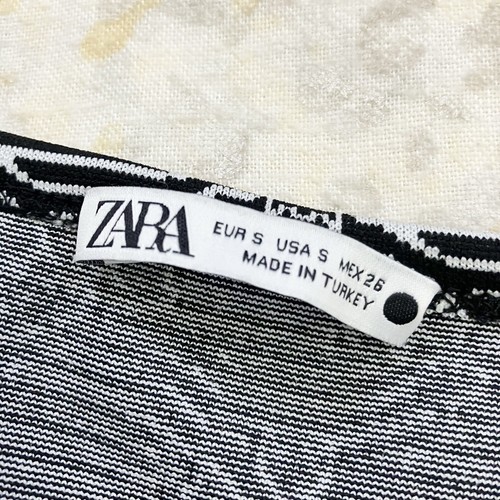 ZARA
EUR S USA S MEX 26
MADE IN TURKEY